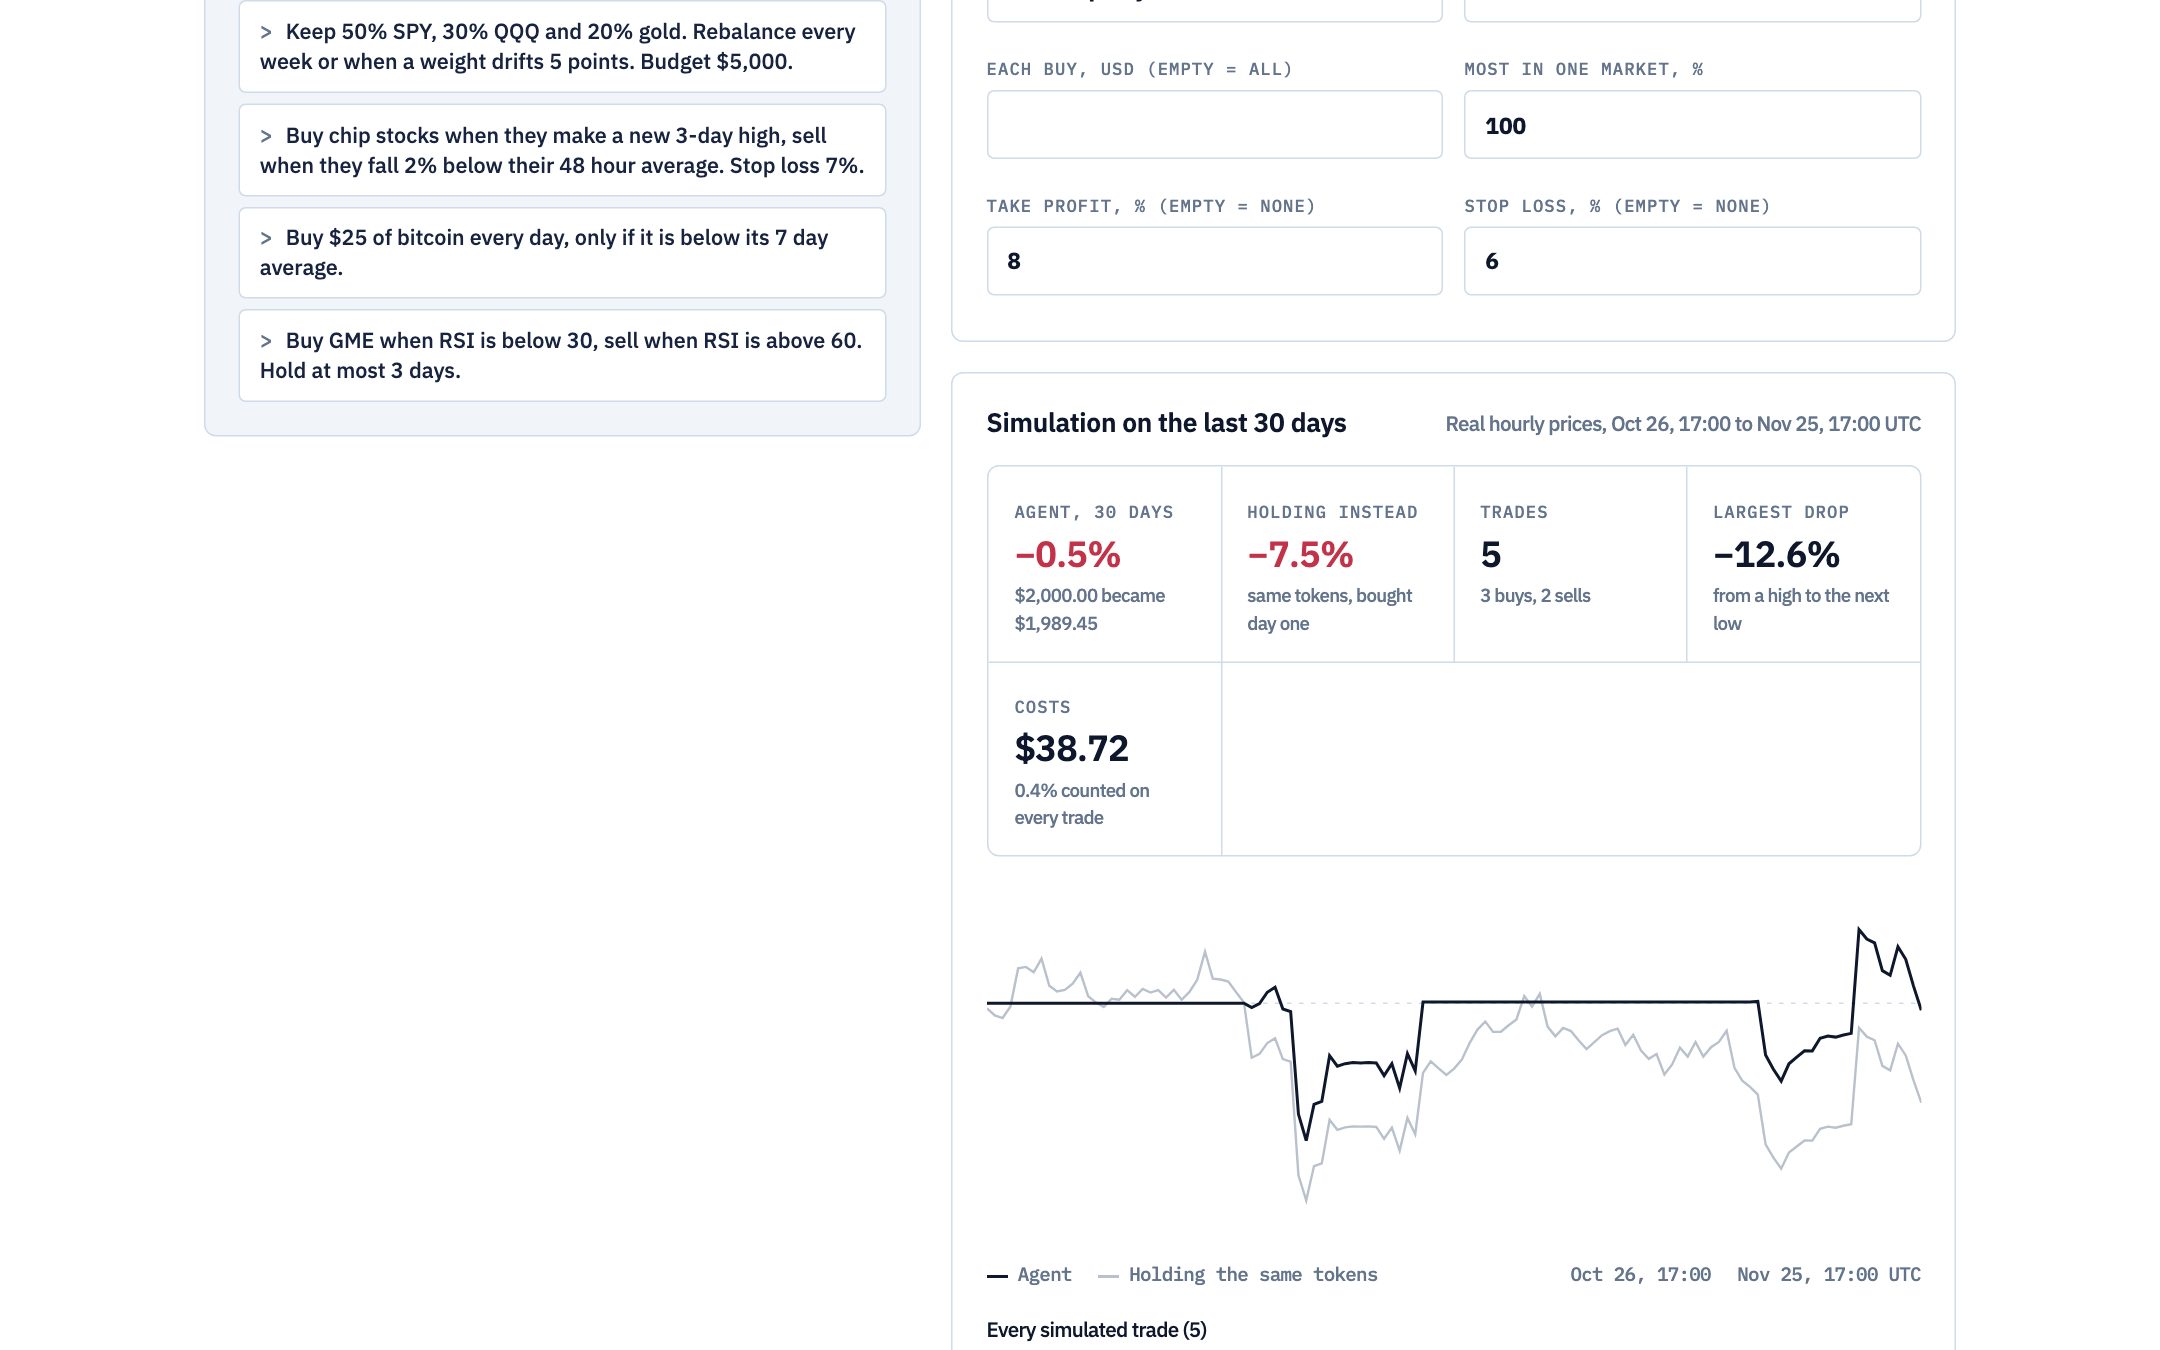 > Keep 50% SPY, 30% QQQ and 20% gold. Rebalance every
week or when a weight drifts 5 points. Budget $5,000.
> Buy chip stocks when they make a new 3-day high, sell
when they fall 2% below their 48 hour average. Stop loss 7%.
> Buy $25 of bitcoin every day, only if it is below its 7 day
average.
> Buy GME when RSI is below 30, sell when RSI is above 60.
Hold at most 3 days.
EACH BUY, USD (EMPTY = ALL)
MOST IN ONE MARKET, %
100
TAKE PROFIT, % (EMPTY = NONE)
STOP LOSS, % (EMPTY = NONE)
8
6
Simulation on the last 30 days
Real hourly prices, Oct 26, 17:00 to Nov 25, 17:00 UTC
AGENT, 30 DAYS
−0.5%
$2,000.00 became
$1,989.45
HOLDING INSTEAD
−7.5%
same tokens, bought
day one
TRADES
5
3 buys, 2 sells
LARGEST DROP
−12.6%
from a high to the next
low
COSTS
$38.72
0.4% counted on
every trade
Agent
Holding the same tokens
Oct 26, 17:00
Nov 25, 17:00 UTC
Every simulated trade (5)